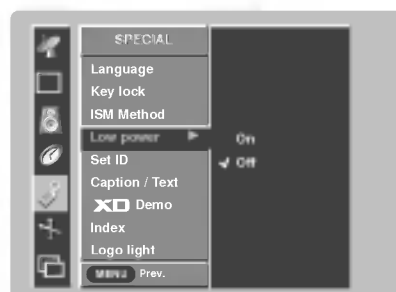 SPECIAL
Language
Key lock
ISM Method
Low power
On
Set ID
Off
Caption / Text
XD Demo
Index
Logo light
MENU Prev.